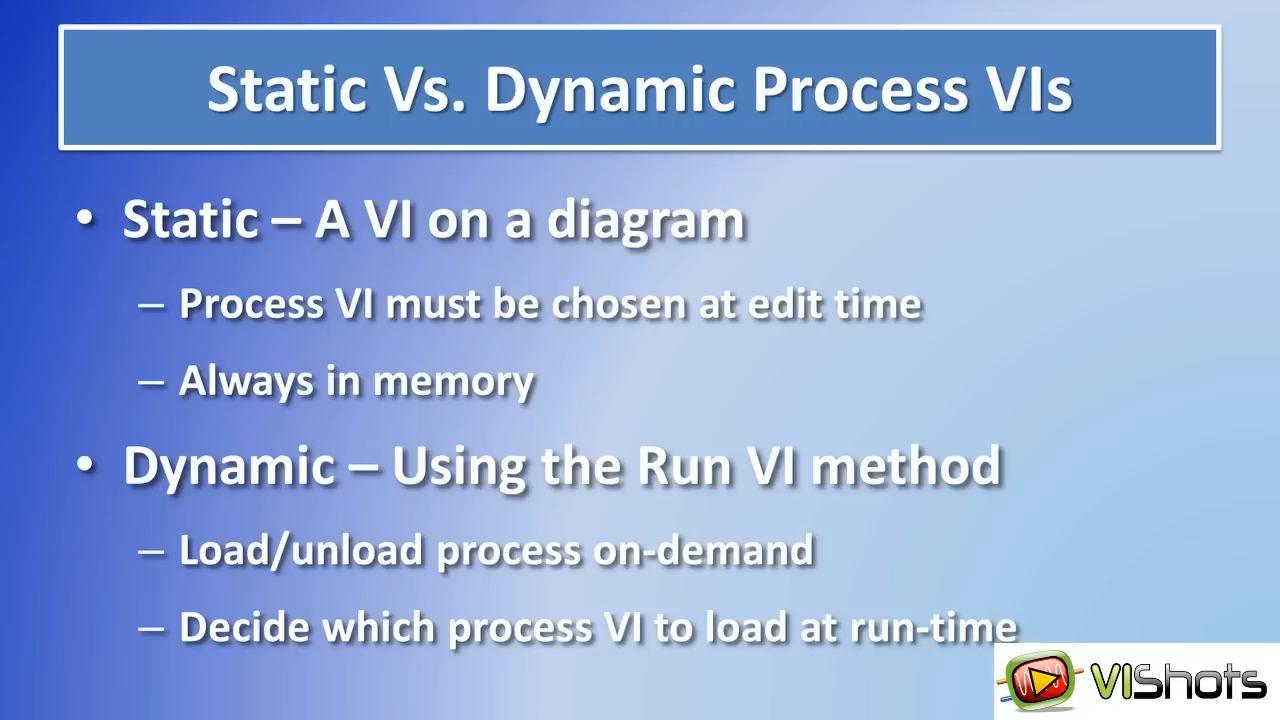 Static Vs. Dynamic Process VIs
• Static – A VI on a diagram
– Process VI must be chosen at edit time
– Always in memory
• Dynamic – Using the Run VI method
– Load/unload process on-demand
– Decide which process VI to load at run-time
VIShots